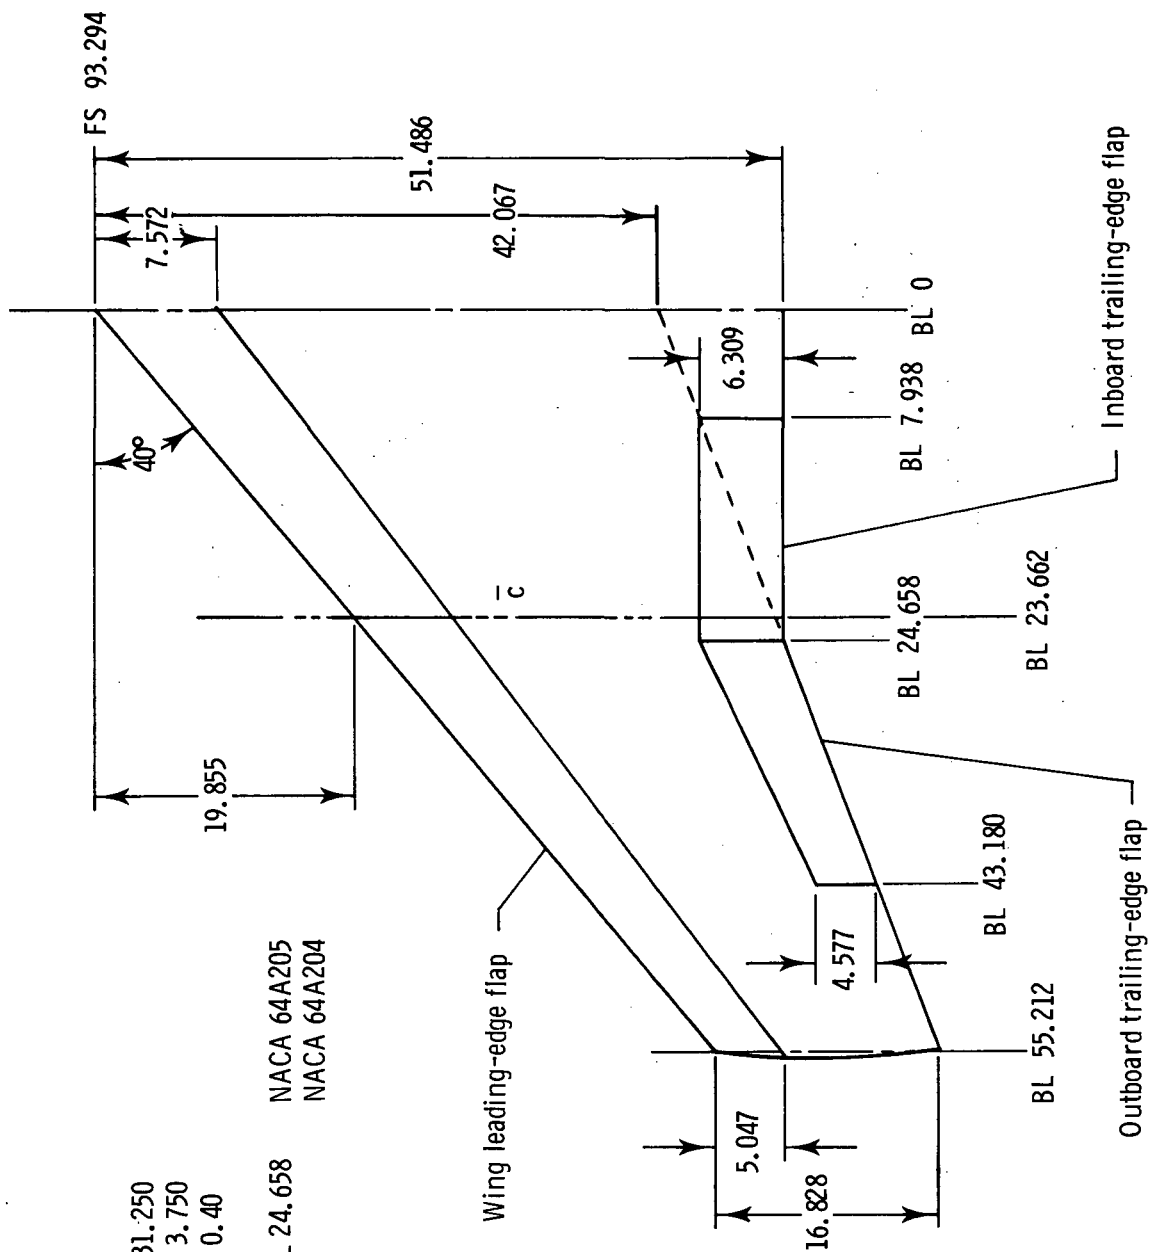 FS 93.294
7.572
51.486
42.067
40°
19.855
c̄
6.309
BL 0
BL 7.938
BL 24.658
BL 23.662
Inboard trailing-edge flap
Wing leading-edge flap
4.577
BL 43.180
Outboard trailing-edge flap
5.047
16.828
BL 55.212
31.250
3.750
0.40
24.658
NACA 64A205
NACA 64A204